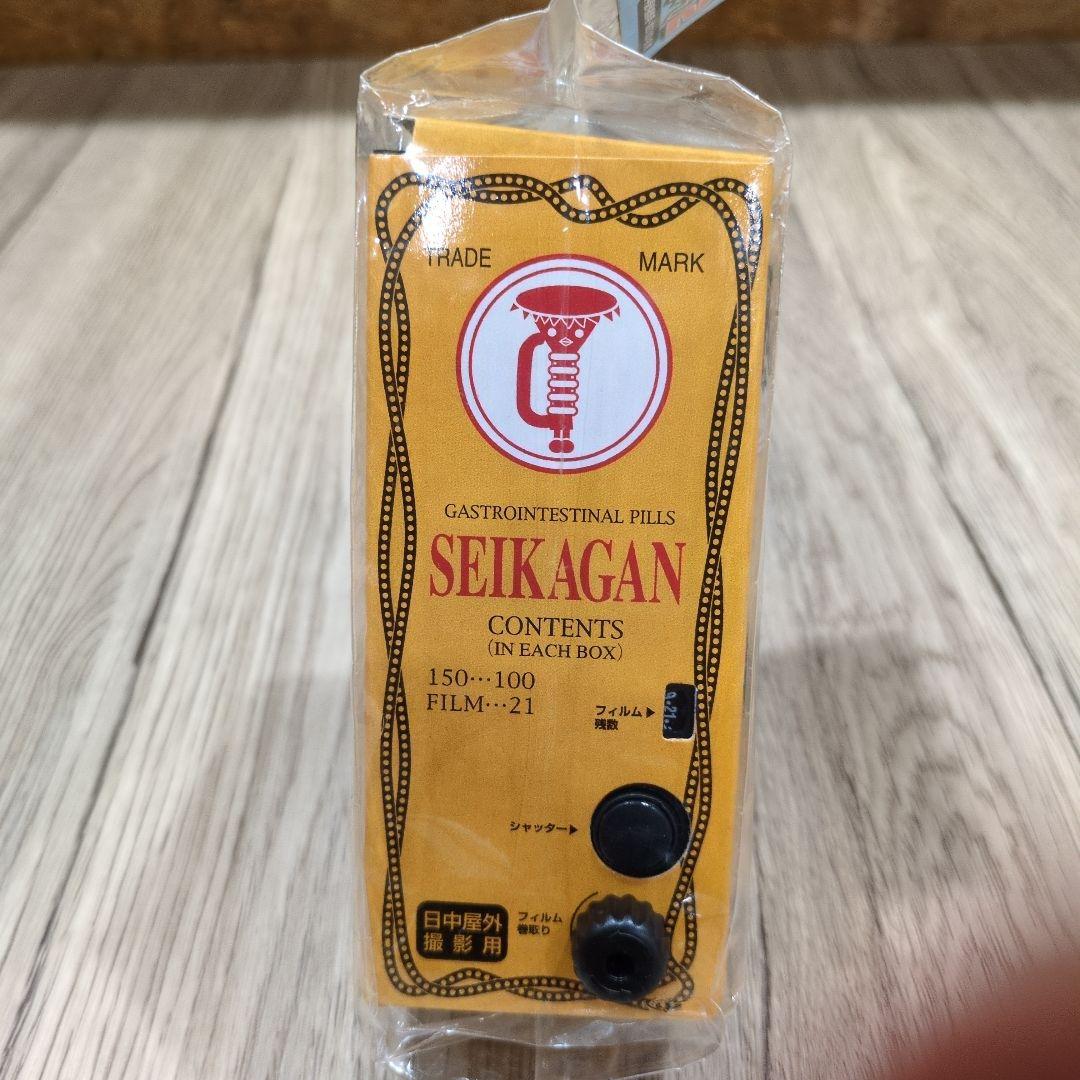 TRADE MARK
GASTROINTESTINAL PILLS
SEIKAGAN
CONTENTS
(IN EACH BOX)
150…100
FILM…21
フィルム▶
残数
21
シャッター▶
日中屋外
撮影用
フィルム
巻取り